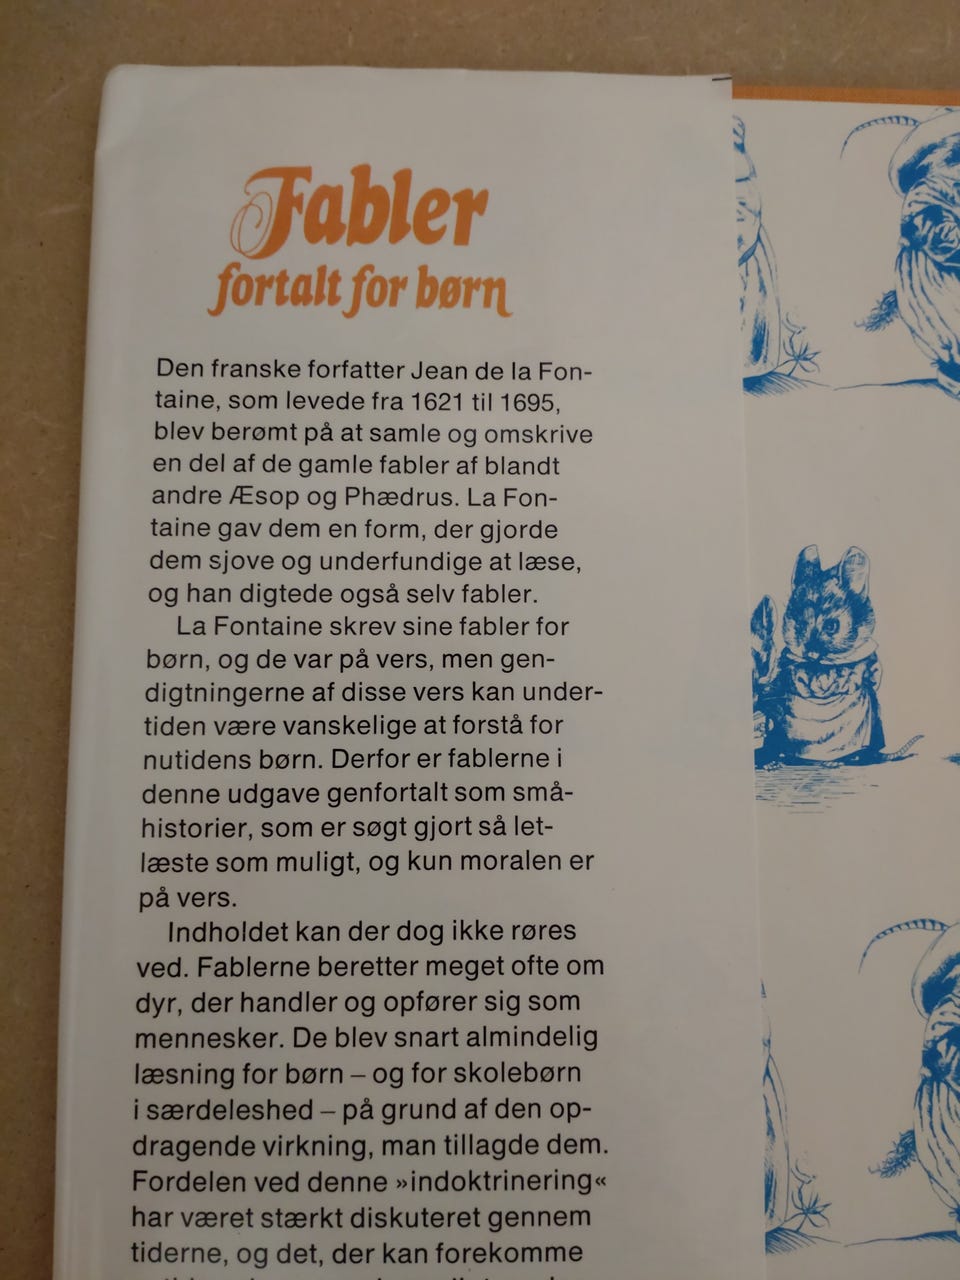 Fabler
fortalt for børn
Den franske forfatter Jean de la Fon-
taine, som levede fra 1621 til 1695,
blev berømt på at samle og omskrive
en del af de gamle fabler af blandt
andre Æsop og Phædrus. La Fon-
taine gav dem en form, der gjorde
dem sjove og underfundige at læse,
og han digtede også selv fabler.
La Fontaine skrev sine fabler for
børn, og de var på vers, men gen-
digtningerne af disse vers kan under-
tiden være vanskelige at forstå for
nutidens børn. Derfor er fablerne i
denne udgave genfortalt som små-
historier, som er søgt gjort så let-
læste som muligt, og kun moralen er
på vers.
Indholdet kan der dog ikke røres
ved. Fablerne beretter meget ofte om
dyr, der handler og opfører sig som
mennesker. De blev snart almindelig
læsning for børn – og for skolebørn
i særdeleshed – på grund af den op-
dragende virkning, man tillagde dem.
Fordelen ved denne »indoktrinering«
har været stærkt diskuteret gennem
tiderne, og det, der kan forekomme